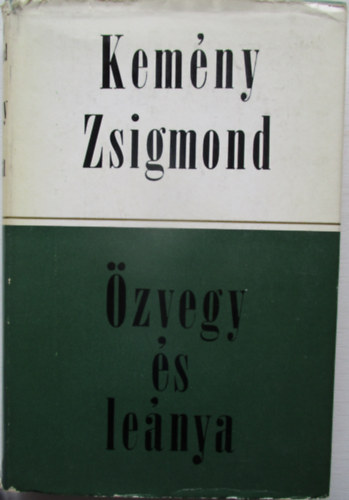 Kemény
Zsigmond
Özvegy
és
leánya